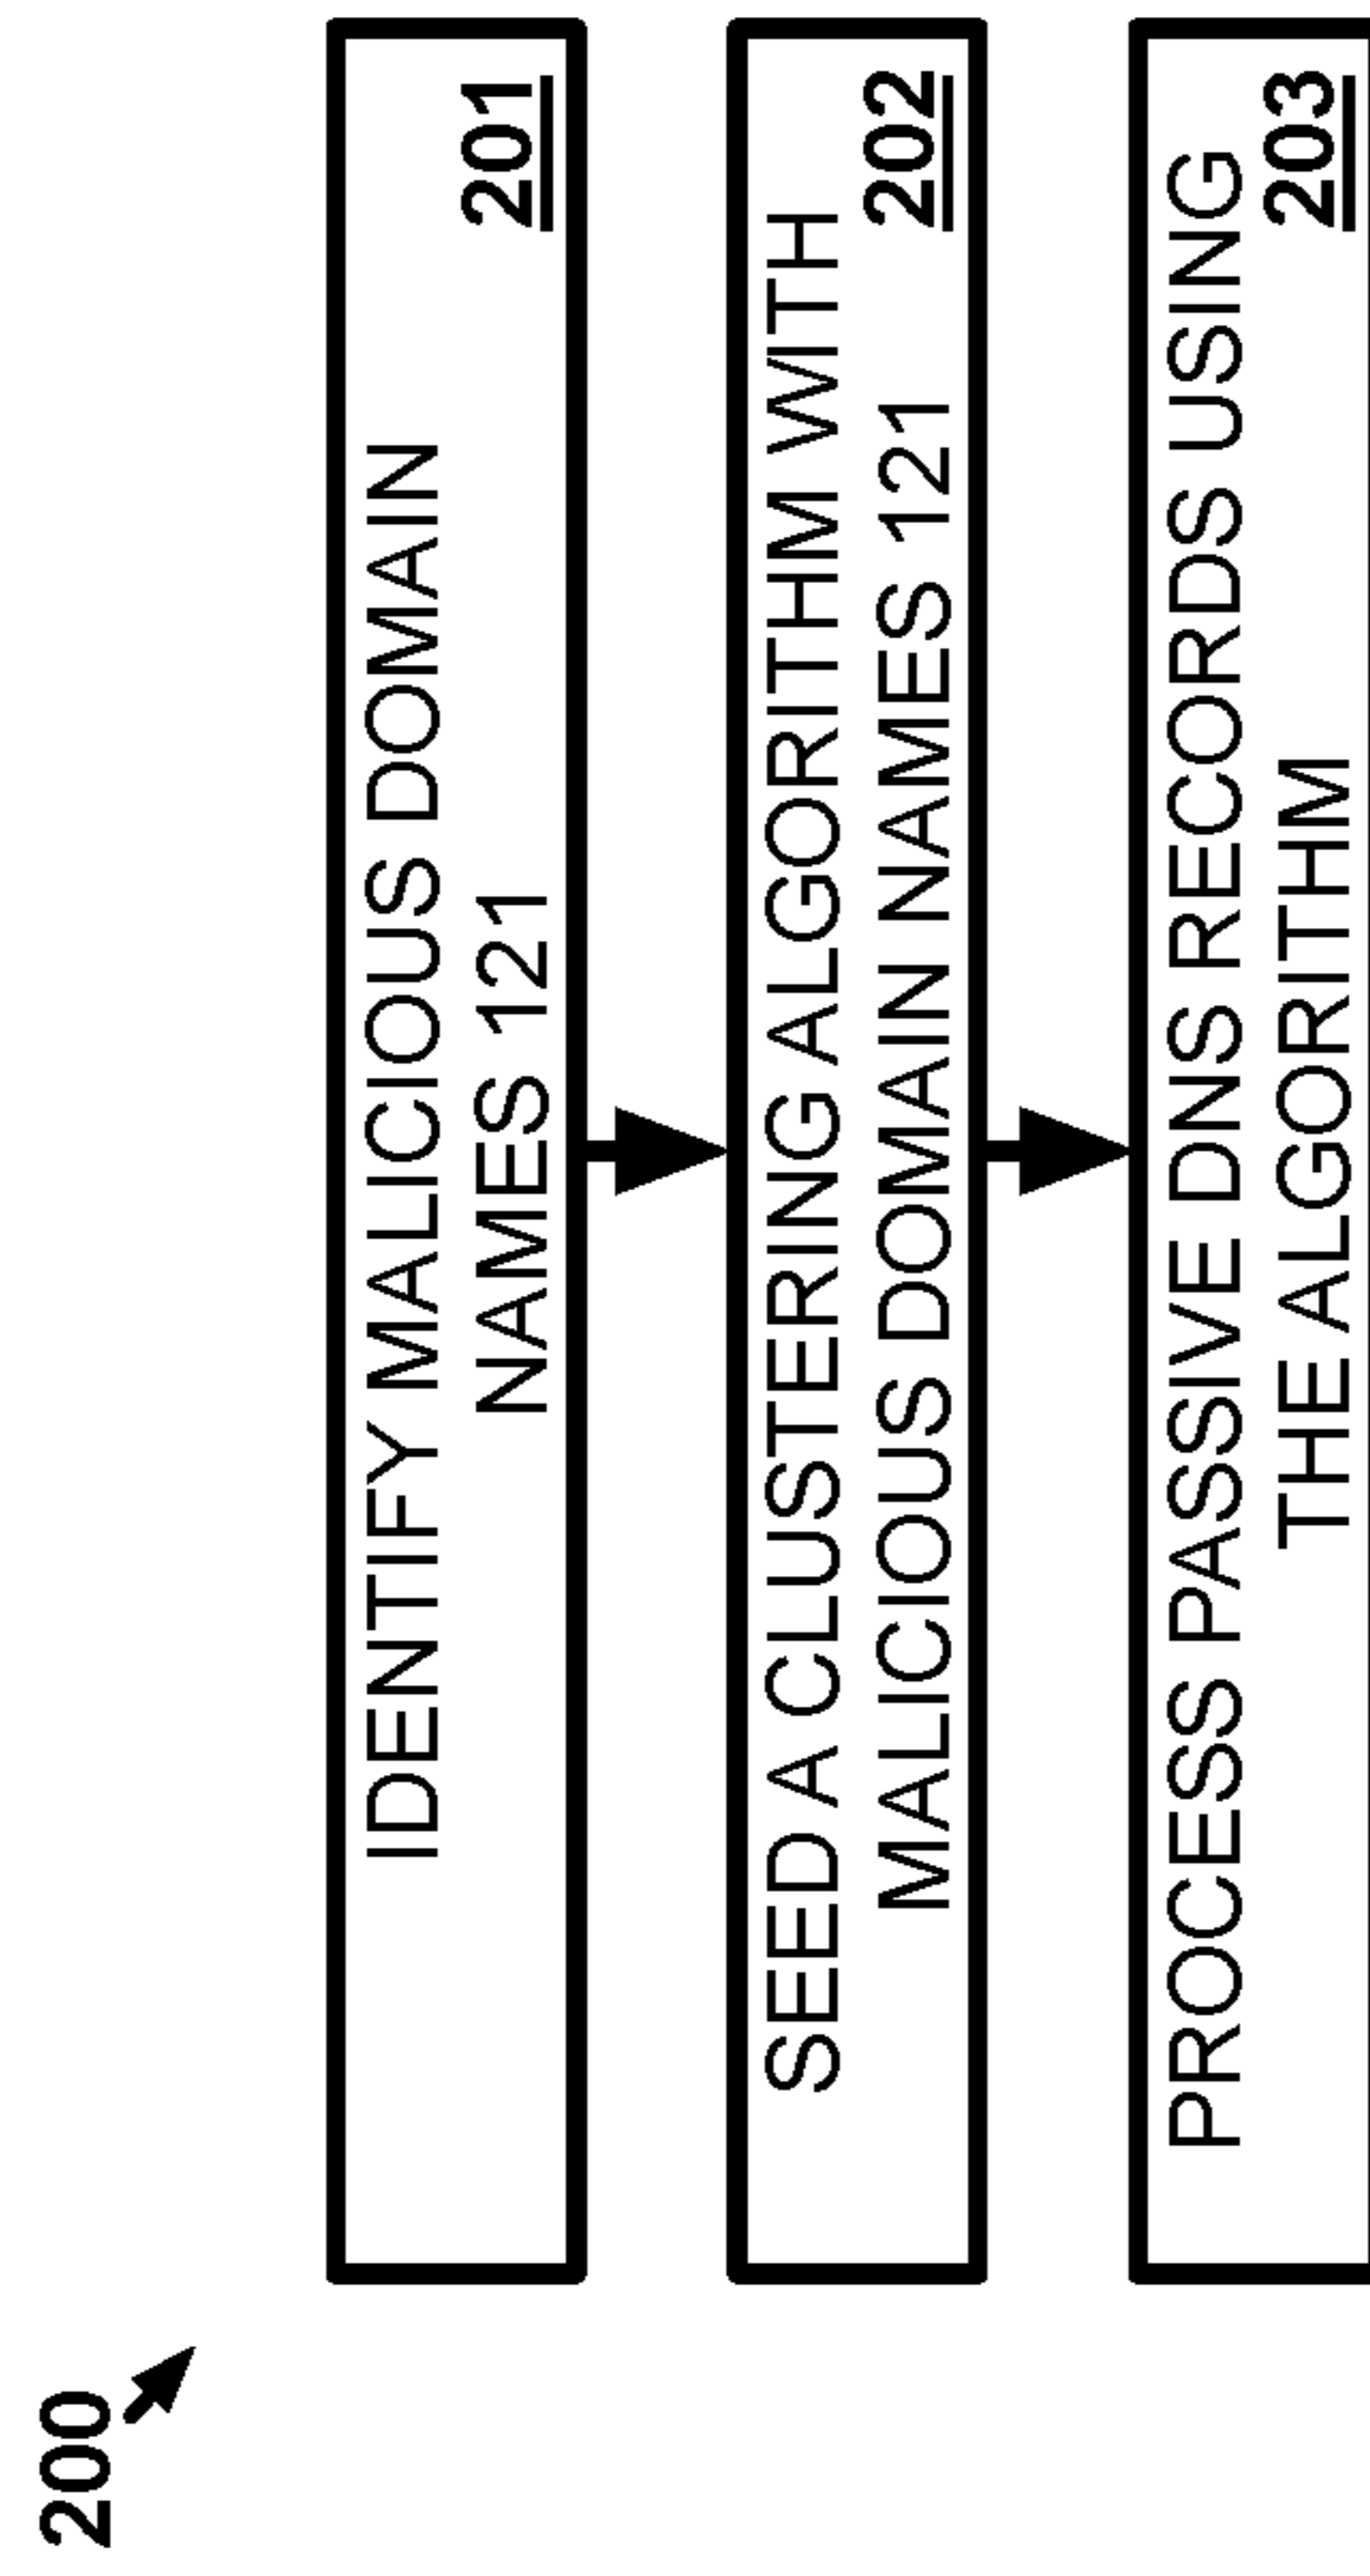 200
IDENTIFY MALICIOUS DOMAIN
NAMES 121
201
SEED A CLUSTERING ALGORITHM WITH
MALICIOUS DOMAIN NAMES 121
202
PROCESS PASSIVE DNS RECORDS USING
THE ALGORITHM
203